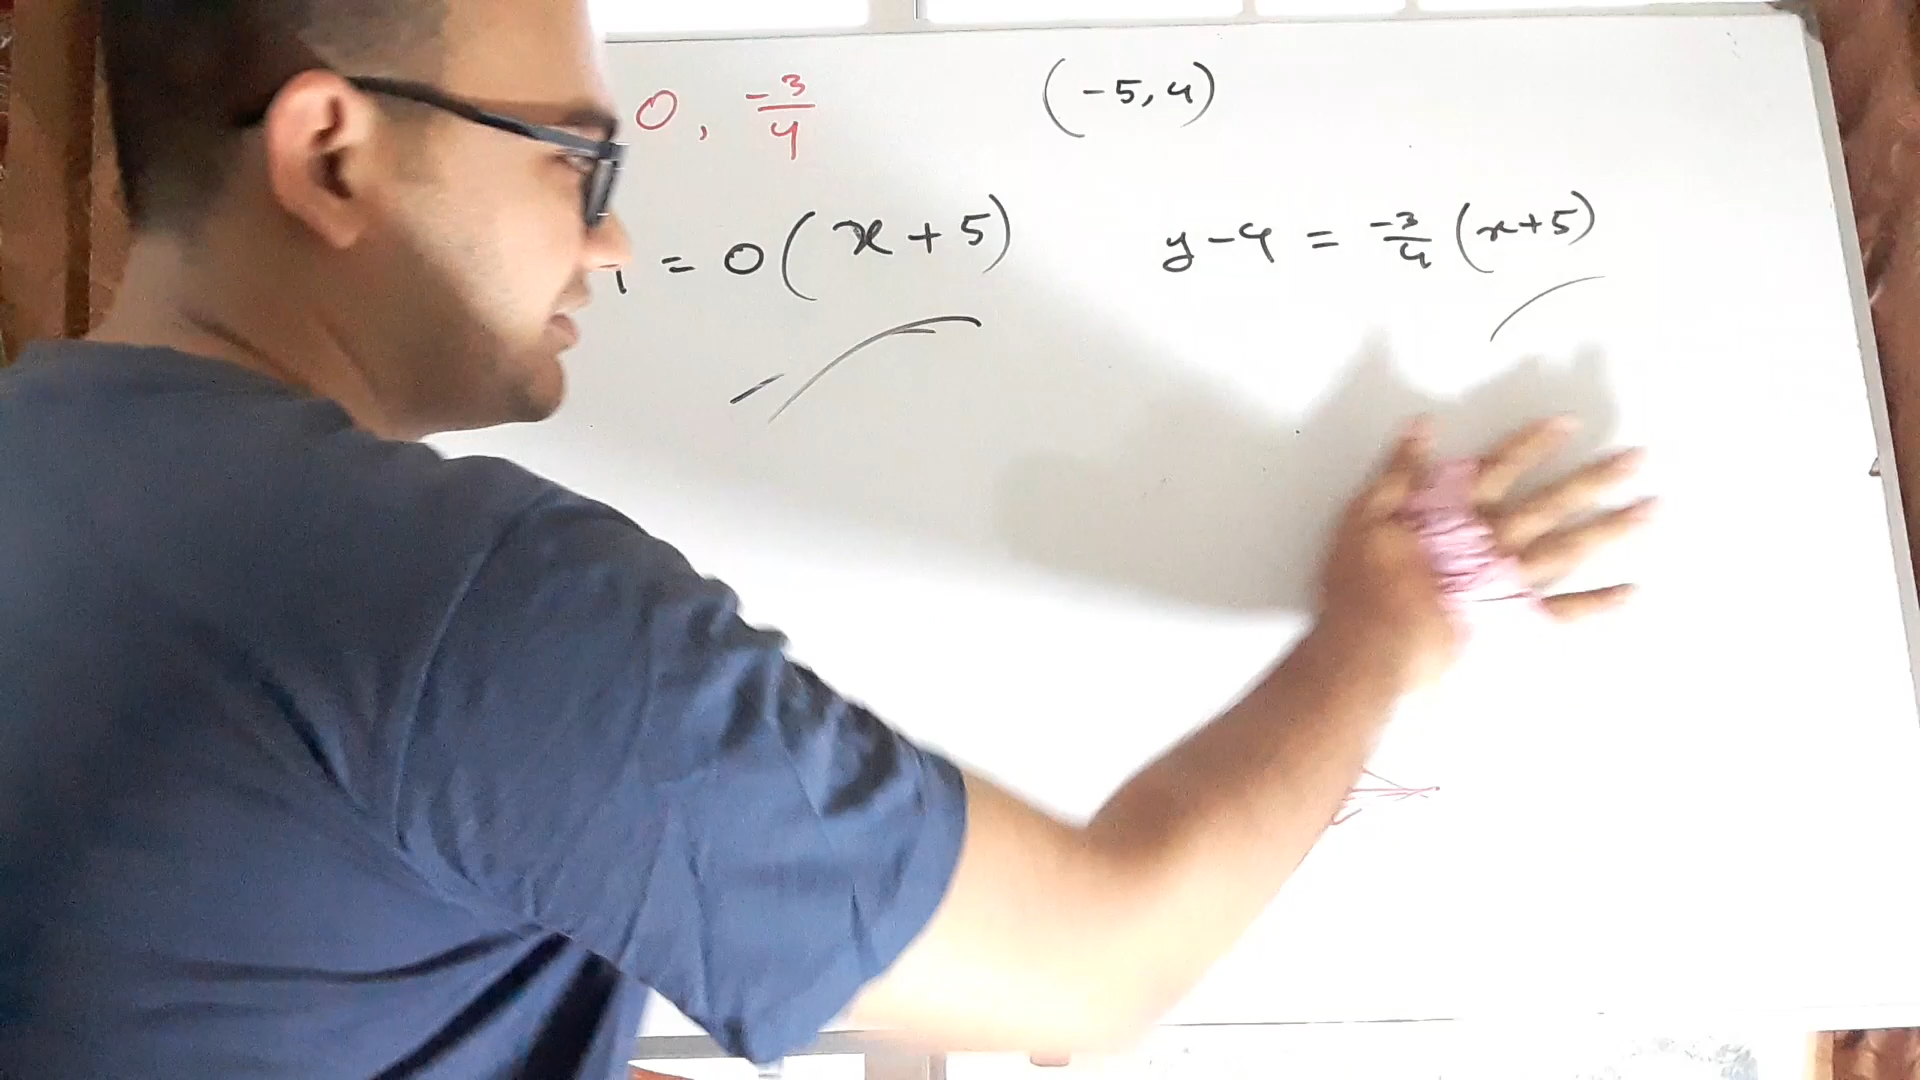 0, -3/4 (-5, 4)
= 0(x+5) y-4 = -3/4 (x+5)